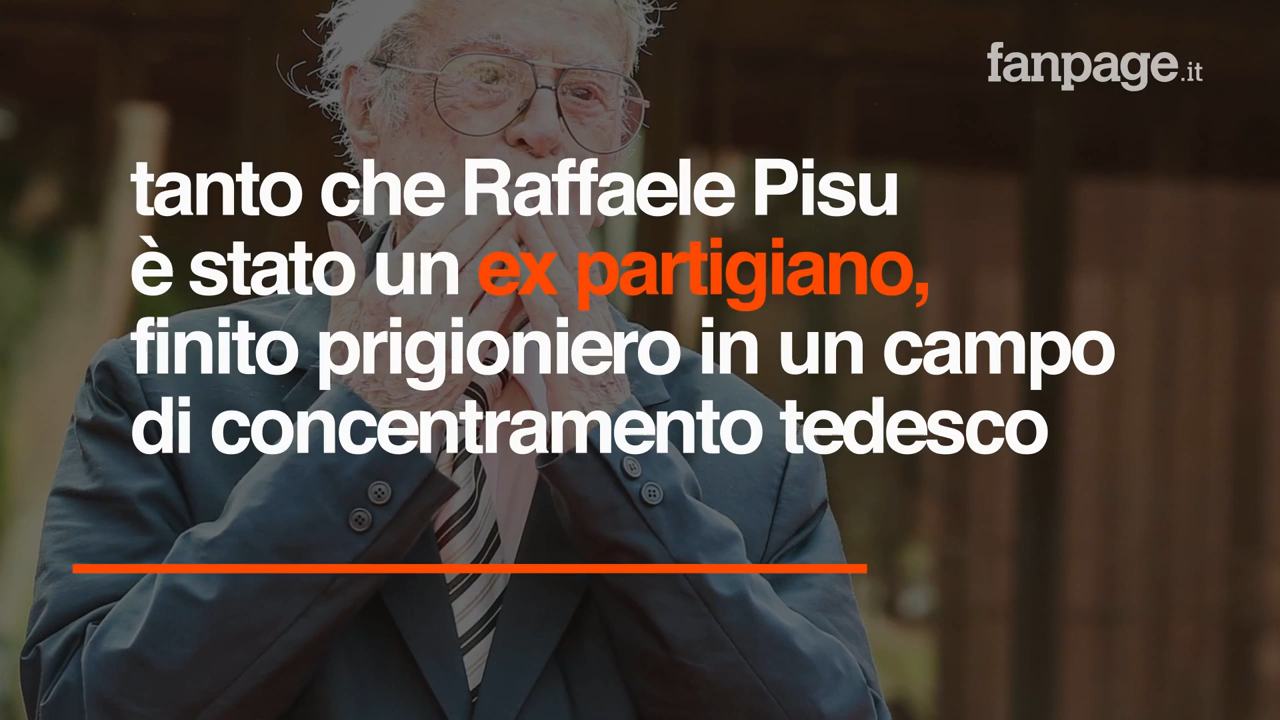 fanpage.it
tanto che Raffaele Pisu
è stato un ex partigiano,
finito prigioniero in un campo
di concentramento tedesco